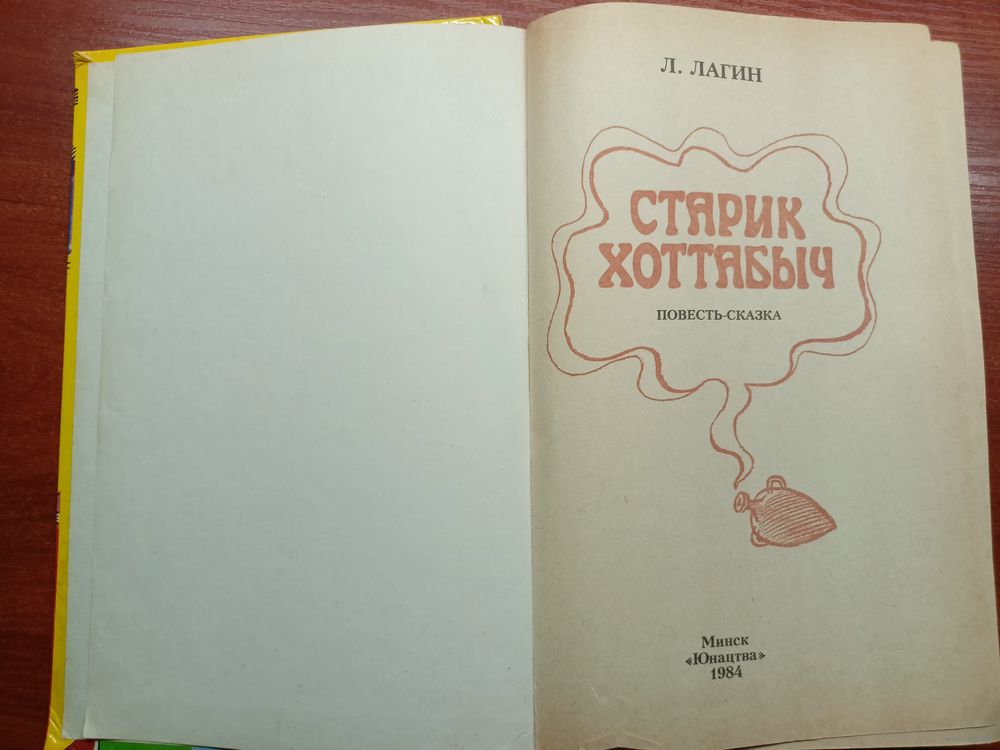 Л. ЛАГИН
СТАРИК
ХОТТАБЫЧ
ПОВЕСТЬ-СКАЗКА
Минск
«Юнацтва»
1984